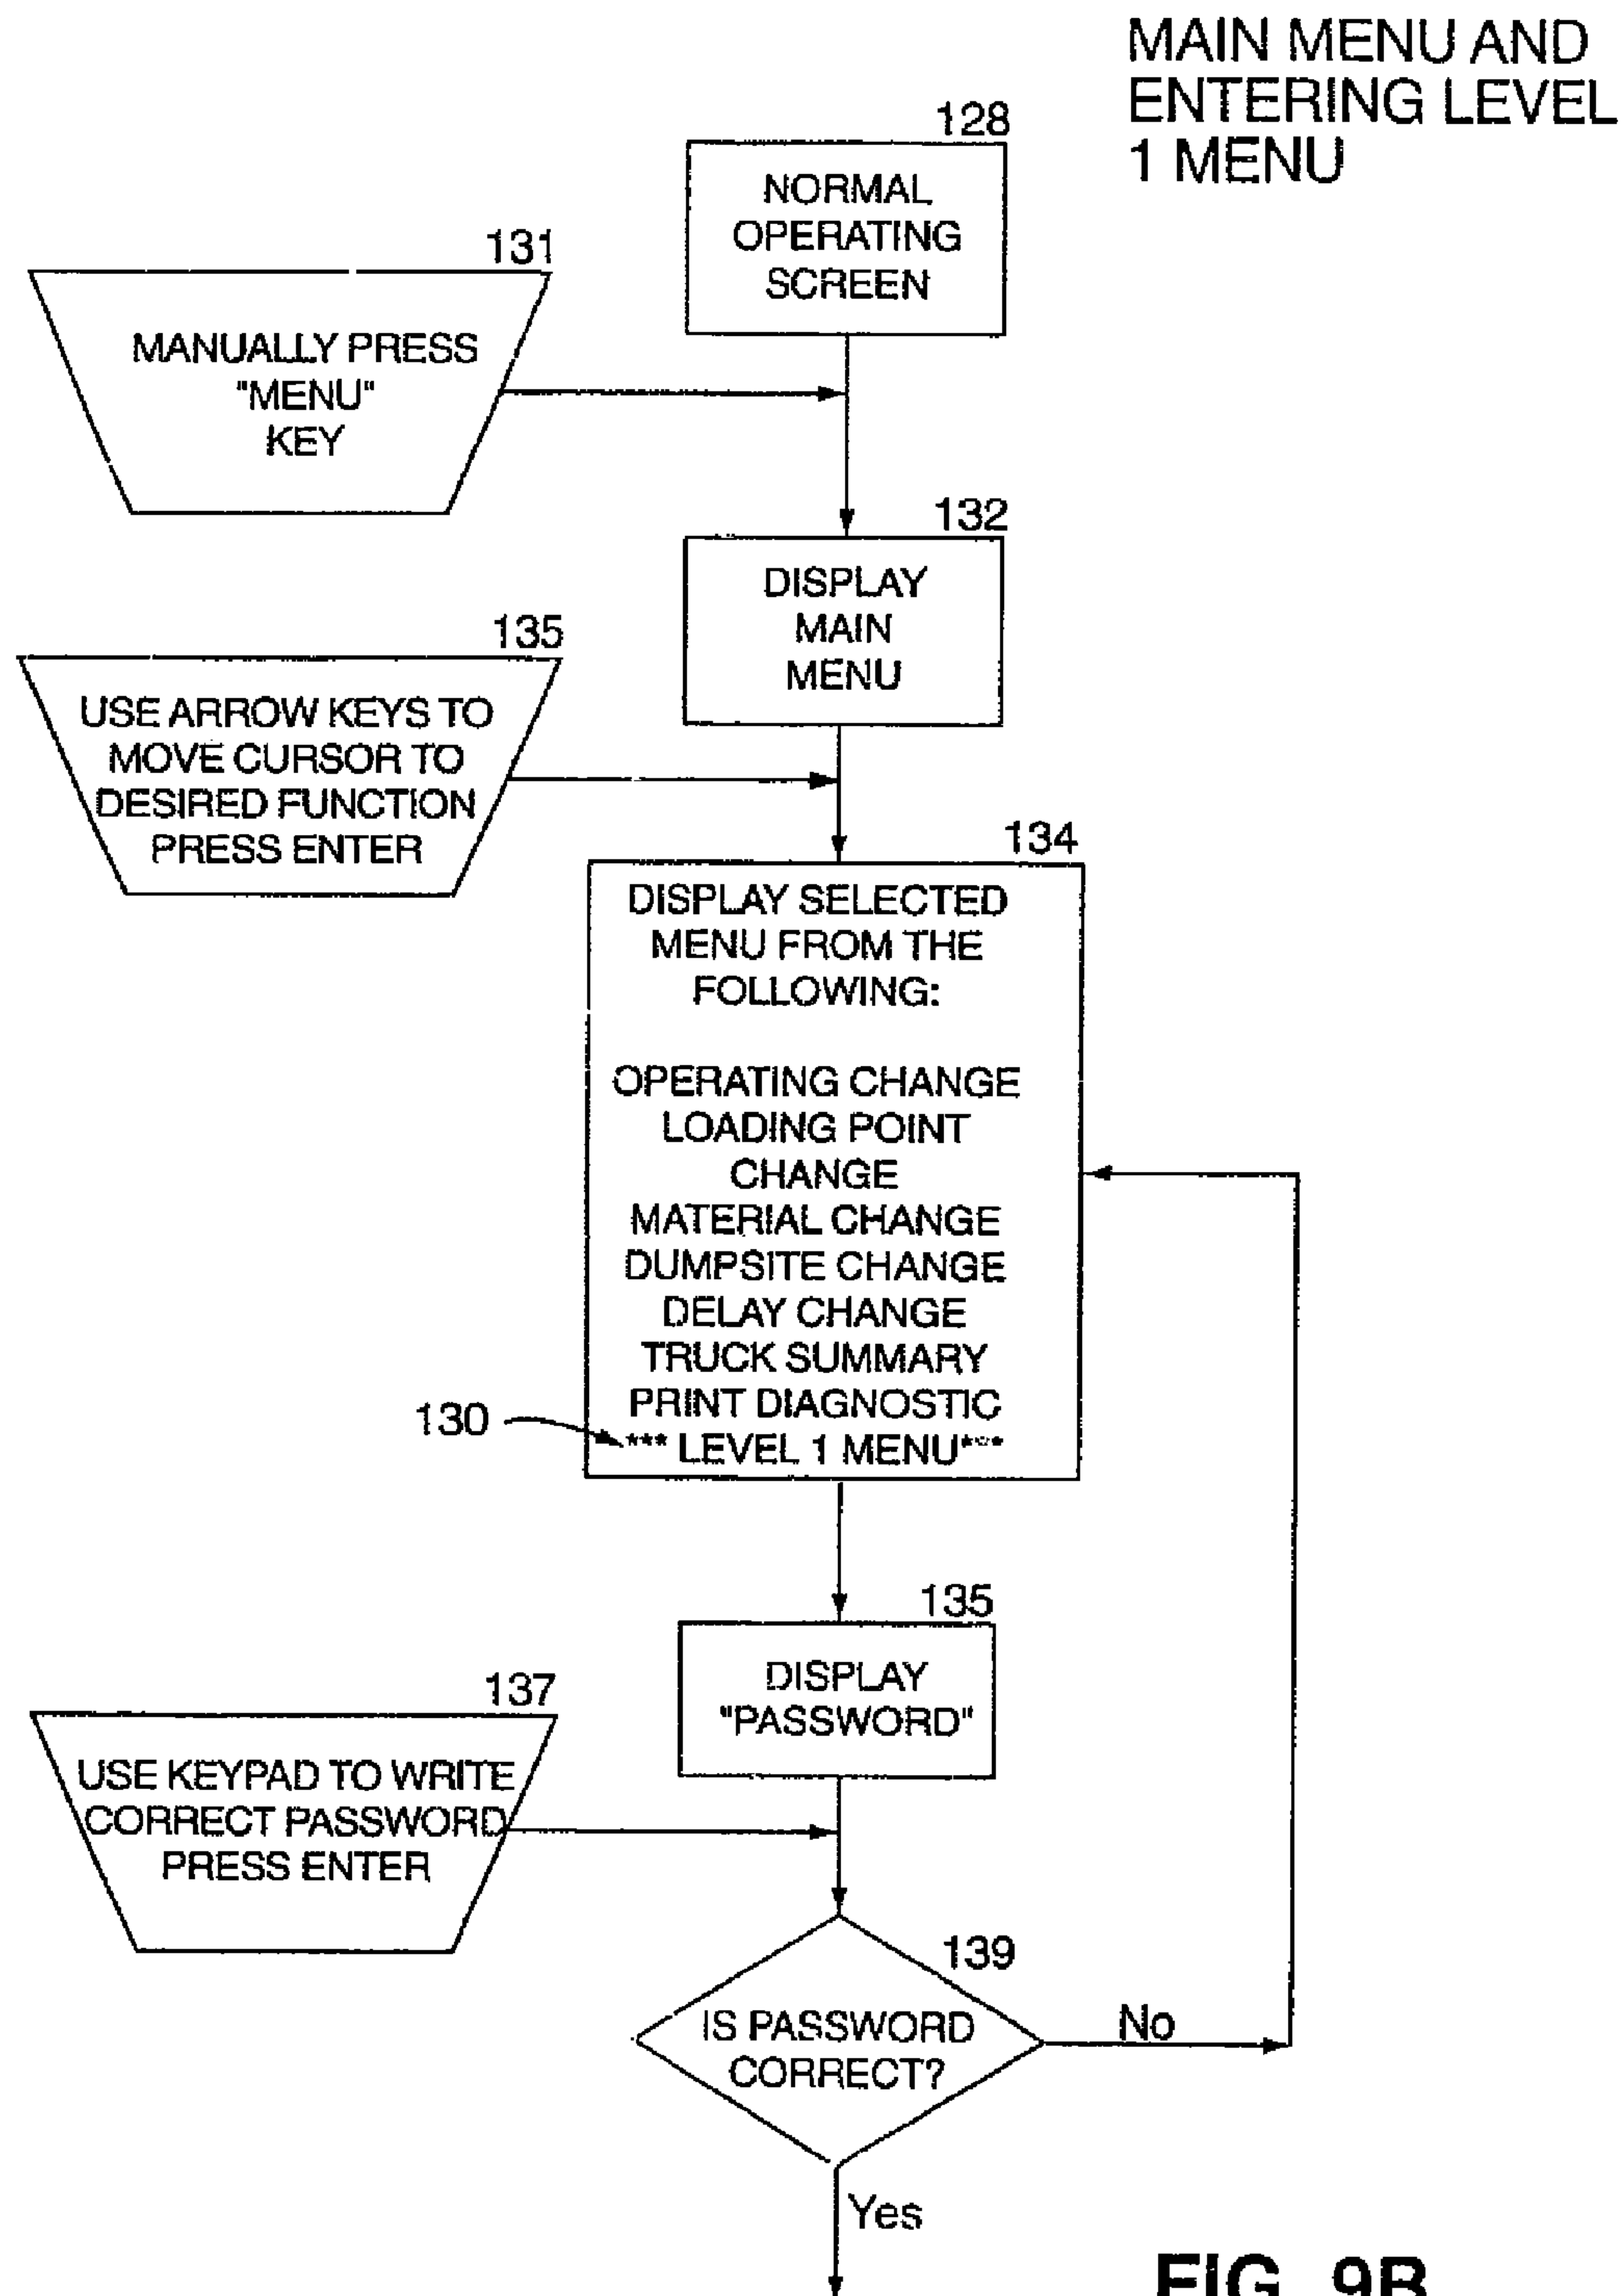 MAIN MENU AND
ENTERING LEVEL
1 MENU
128
NORMAL
OPERATING
SCREEN
131
MANUALLY PRESS
"MENU"
KEY
132
DISPLAY
MAIN
MENU
135
USE ARROW KEYS TO
MOVE CURSOR TO
DESIRED FUNCTION
PRESS ENTER
134
DISPLAY SELECTED
MENU FROM THE
FOLLOWING:
OPERATING CHANGE
LOADING POINT
CHANGE
MATERIAL CHANGE
DUMPSITE CHANGE
DELAY CHANGE
TRUCK SUMMARY
PRINT DIAGNOSTIC
130
*** LEVEL 1 MENU***
135
DISPLAY
"PASSWORD"
137
USE KEYPAD TO WRITE
CORRECT PASSWORD
PRESS ENTER
139
IS PASSWORD
CORRECT?
No
Yes
FIG. 9B